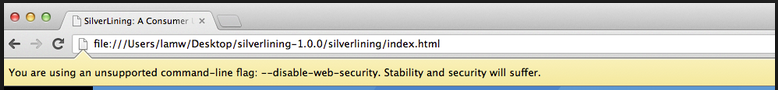 SilverLining: A Consumer
file:///Users/lamw/Desktop/silverlining-1.0.0/silverlining/index.html
You are using an unsupported command-line flag: --disable-web-security. Stability and security will suffer.